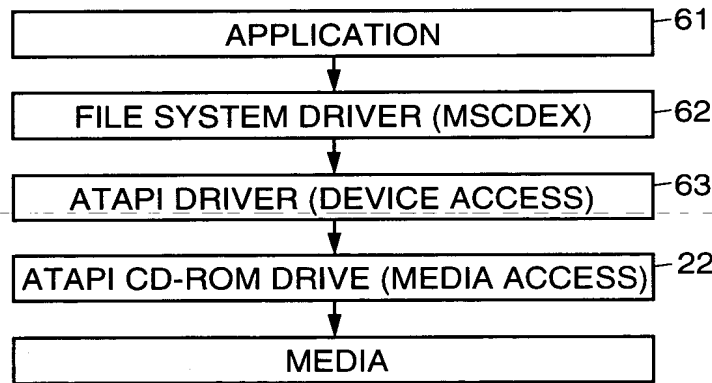 APPLICATION 61
FILE SYSTEM DRIVER (MSCDEX) 62
ATAPI DRIVER (DEVICE ACCESS) 63
ATAPI CD-ROM DRIVE (MEDIA ACCESS) 22
MEDIA